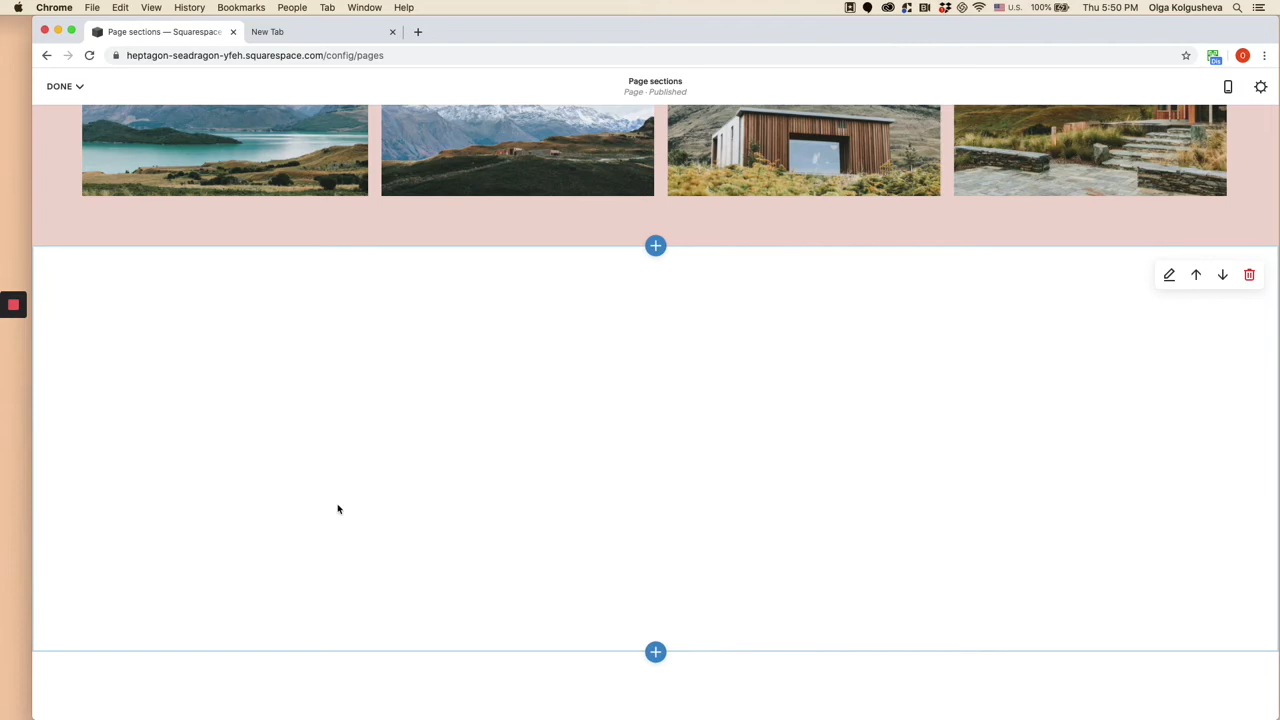 Chrome File Edit View History Bookmarks People Tab Window Help U.S. 100% Thu 5:50 PM Olga Kolgusheva
Page sections — Squarespace New Tab
heptagon-seadragon-yfeh.squarespace.com/config/pages Dis O
DONE Page sections
Page · Published